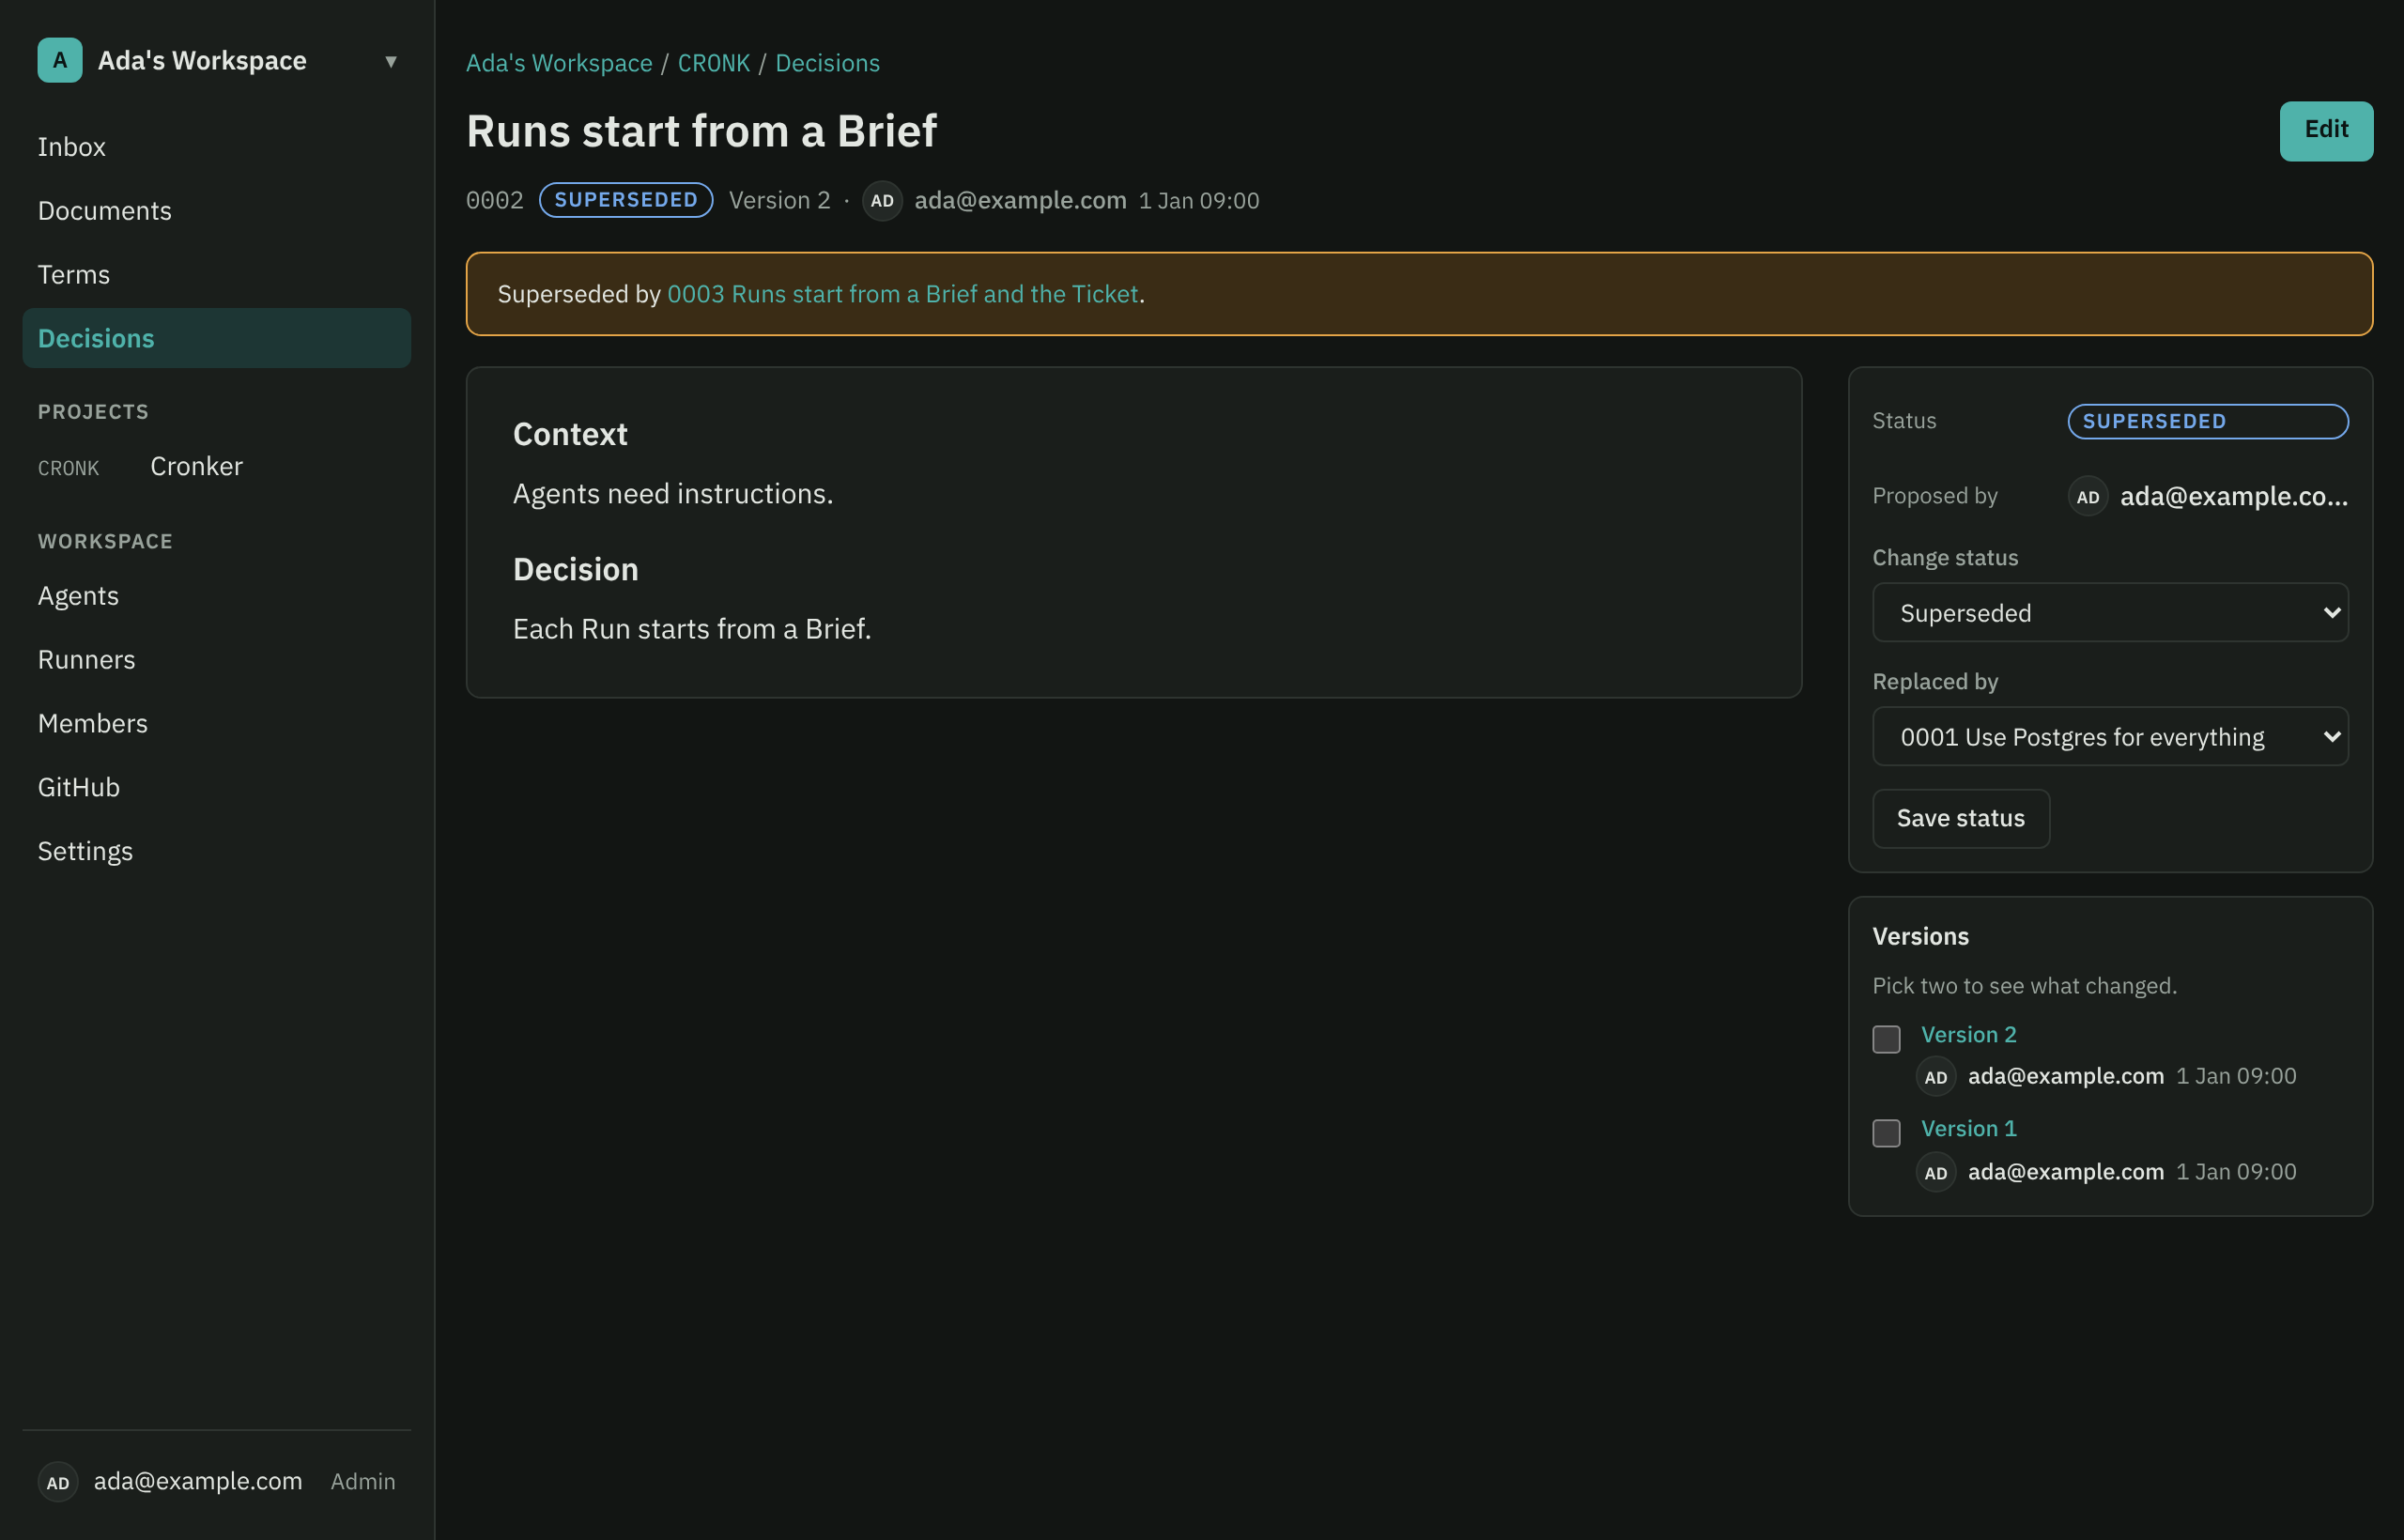 A Ada's Workspace ▼
Inbox
Documents
Terms
Decisions
PROJECTS
CRONK Cronker
WORKSPACE
Agents
Runners
Members
GitHub
Settings
AD ada@example.com Admin
Ada's Workspace / CRONK / Decisions
Runs start from a Brief
Edit
0002 SUPERSEDED Version 2 · AD ada@example.com 1 Jan 09:00
Superseded by 0003 Runs start from a Brief and the Ticket.
Context
Agents need instructions.
Decision
Each Run starts from a Brief.
Status SUPERSEDED
Proposed by AD ada@example.co...
Change status
Superseded
Replaced by
0001 Use Postgres for everything
Save status
Versions
Pick two to see what changed.
Version 2
AD ada@example.com 1 Jan 09:00
Version 1
AD ada@example.com 1 Jan 09:00